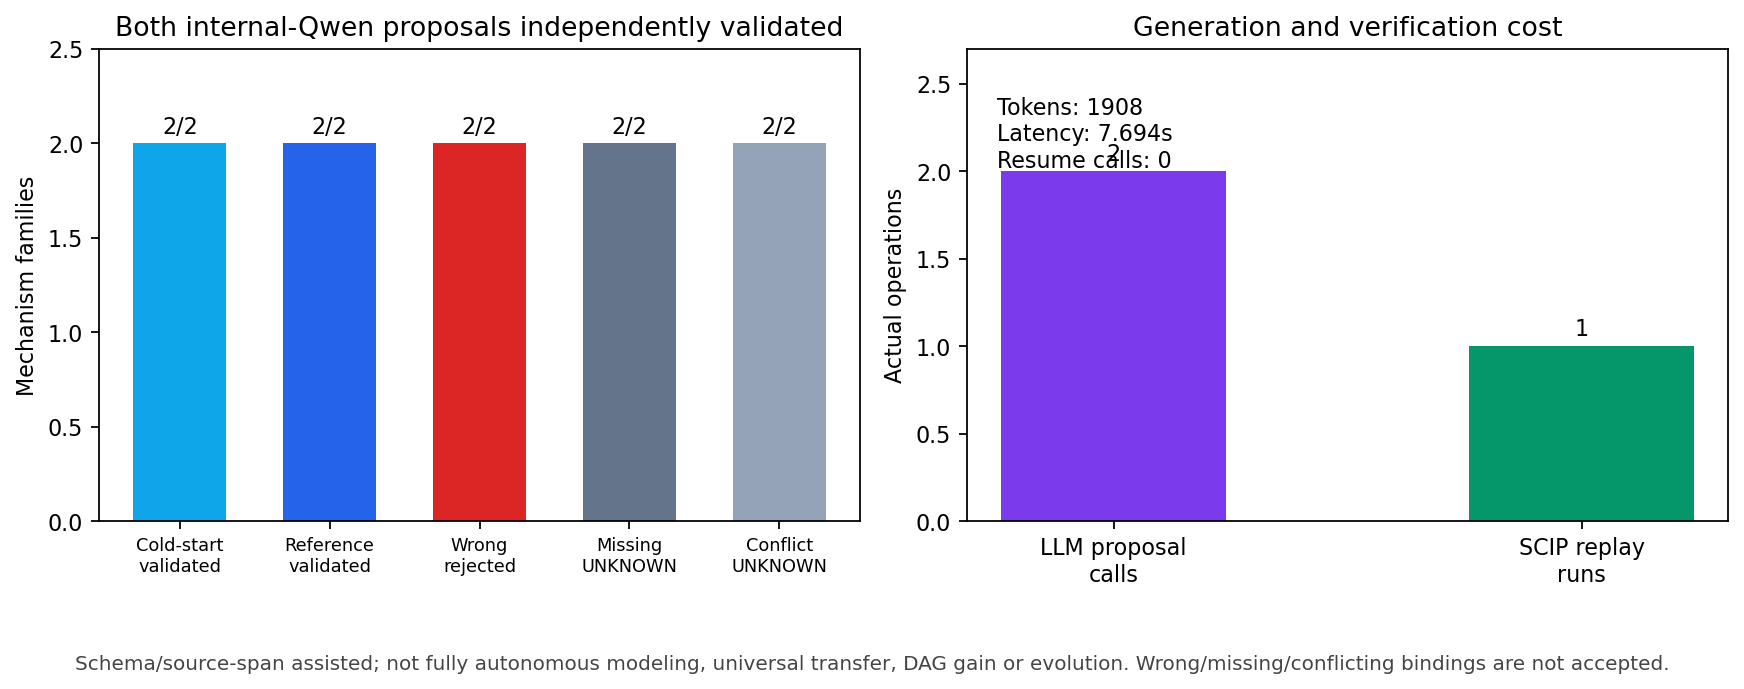 Both internal-Qwen proposals independently validated
2.5
2.0
1.5
1.0
0.5
0.0
Mechanism families
2/2
2/2
2/2
2/2
2/2
Cold-start
validated
Reference
validated
Wrong
rejected
Missing
UNKNOWN
Conflict
UNKNOWN
Generation and verification cost
2.5
2.0
1.5
1.0
0.5
0.0
Actual operations
Tokens: 1908
Latency: 7.694s
Resume calls: 0
2
1
LLM proposal
calls
SCIP replay
runs
Schema/source-span assisted; not fully autonomous modeling, universal transfer, DAG gain or evolution. Wrong/missing/conflicting bindings are not accepted.